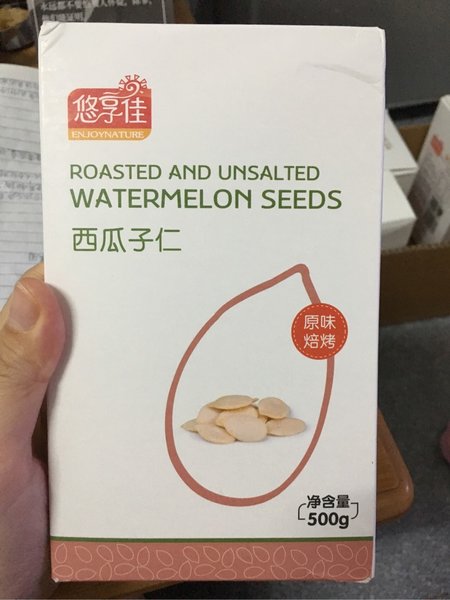 悠享佳
ENJOYNATURE
ROASTED AND UNSALTED
WATERMELON SEEDS
西瓜子仁
原味
焙烤
净含量
500g